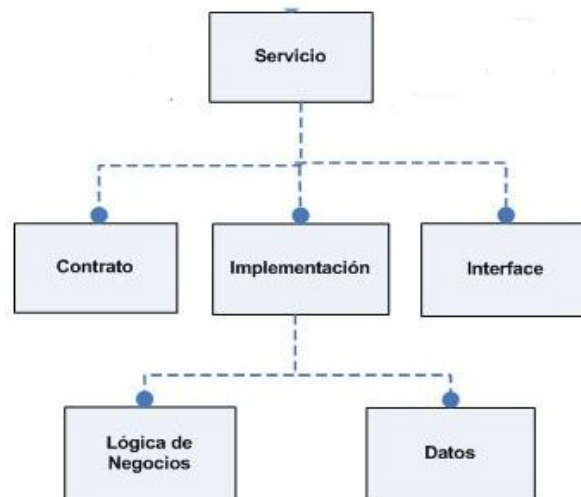 Servicio
Contrato
Implementación
Interface
Lógica de
Negocios
Datos